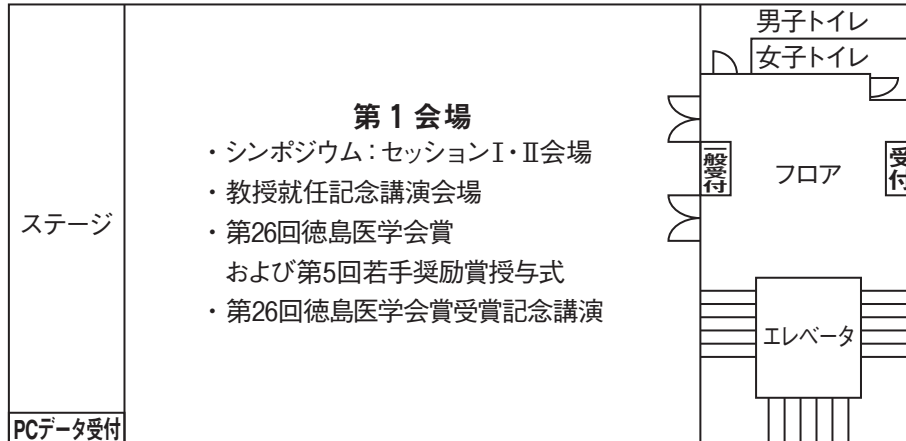 男子トイレ
女子トイレ
第1会場
・シンポジウム：セッションI・II会場
・教授就任記念講演会場
・第26回徳島医学会賞
および第5回若手奨励賞授与式
・第26回徳島医学会賞受賞記念講演
ステージ
PCデータ受付
一般受付
フロア
受付
エレベータ